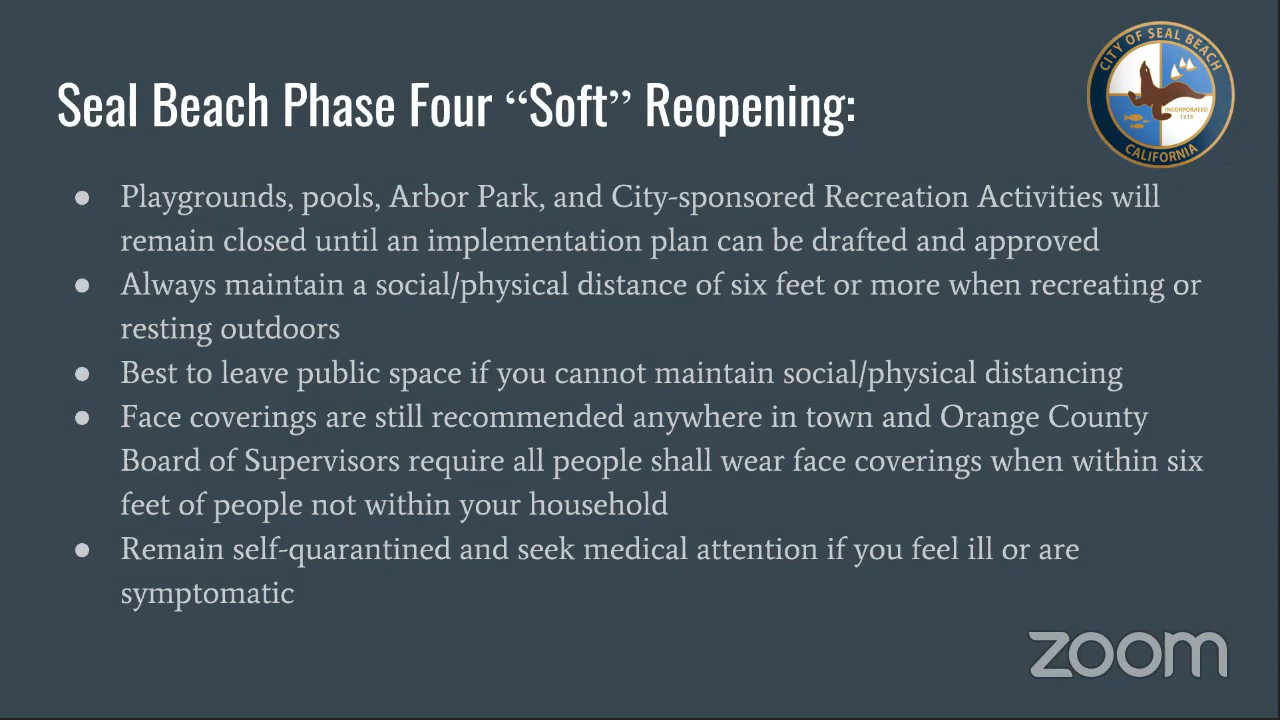 CITY OF SEAL BEACH
INCORPORATED
1915
CALIFORNIA
Seal Beach Phase Four “Soft” Reopening:
● Playgrounds, pools, Arbor Park, and City-sponsored Recreation Activities will
remain closed until an implementation plan can be drafted and approved
● Always maintain a social/physical distance of six feet or more when recreating or
resting outdoors
● Best to leave public space if you cannot maintain social/physical distancing
● Face coverings are still recommended anywhere in town and Orange County
Board of Supervisors require all people shall wear face coverings when within six
feet of people not within your household
● Remain self-quarantined and seek medical attention if you feel ill or are
symptomatic
zoom